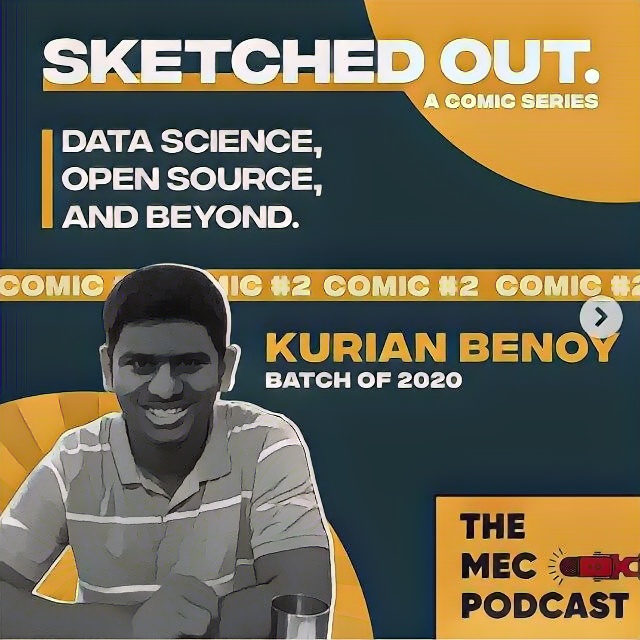 SKETCHED OUT.
A COMIC SERIES
DATA SCIENCE,
OPEN SOURCE,
AND BEYOND.
COMIC MIC #2 COMIC #2 COMIC #2
KURIAN BENOY
BATCH OF 2020
THE
MEC
PODCAST